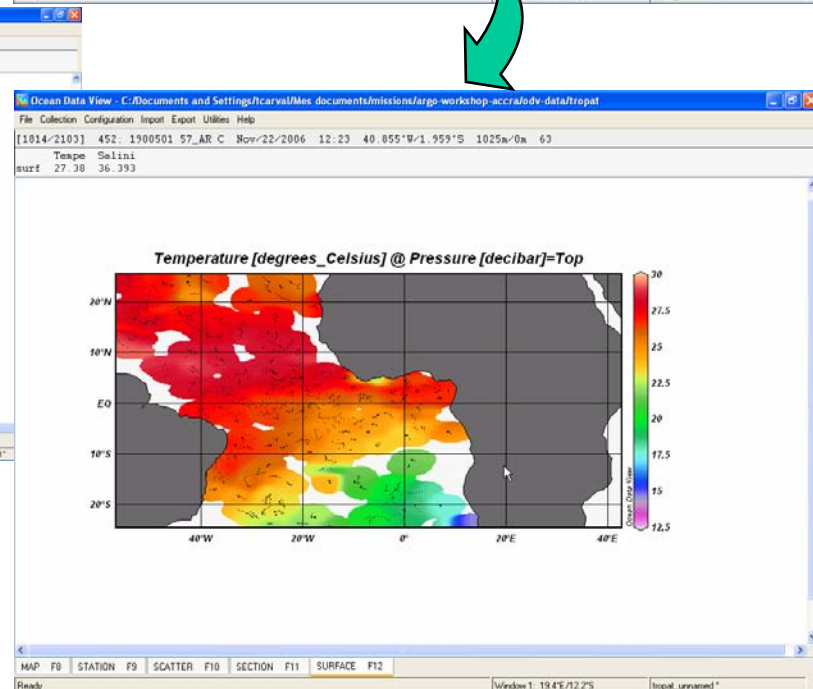 Ocean Data View - C:/Documents and Settings/tcarval/Mes documents/missions/argo-workshop-accra/odv-data/tropat
File Collection Configuration Import Export Utilities Help
[1814/2103] 452: 1900501 57_AR C Nov/22/2006 12:23 40.855°W/1.959°S 1025m/0m 63
Tempe Salini
surf 27.38 36.393
Temperature [degrees_Celsius] @ Pressure [decibar]=Top
20°N
10°N
EQ
10°S
20°S
40°W 20°W 0° 20°E 40°E
30
27.5
25
22.5
20
17.5
15
12.5
Ocean Data View
MAP F8 STATION F9 SCATTER F10 SECTION F11 SURFACE F12
Ready Window 1: 19.4°E/12.2°S tropat_unnamed *